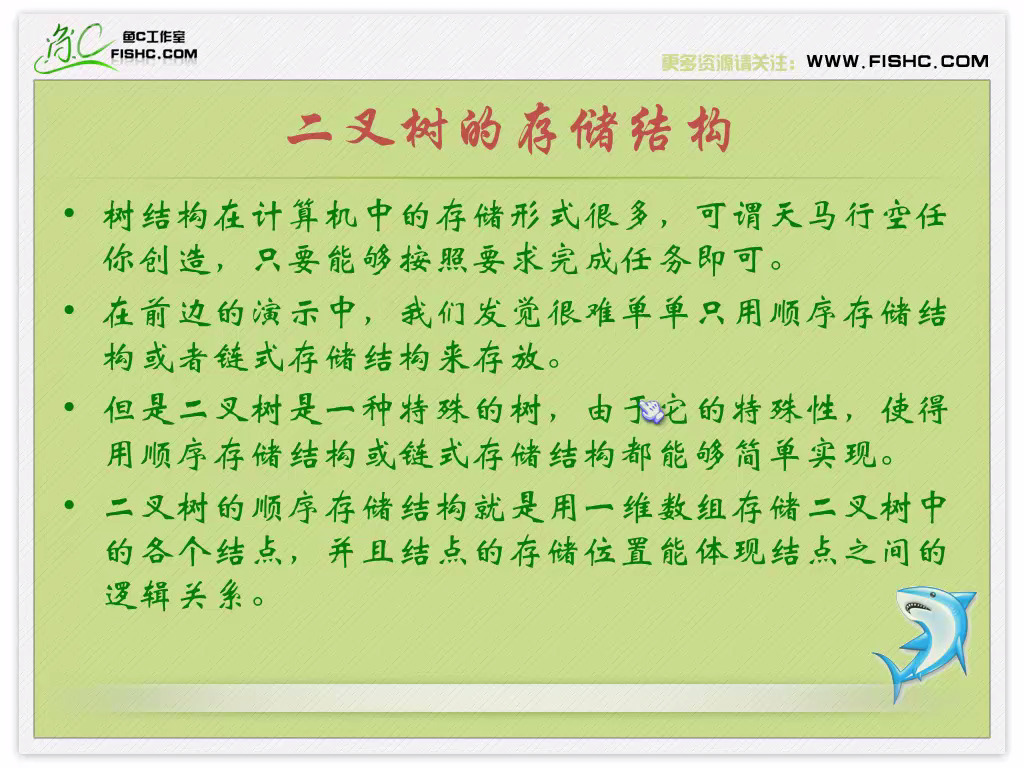 鱼C工作室
FISHC.COM
更多资源请关注：WWW.FISHC.COM
二叉树的存储结构
• 树结构在计算机中的存储形式很多，可谓天马行空任
你创造，只要能够按照要求完成任务即可。
• 在前边的演示中，我们发觉很难单单只用顺序存储结
构或者链式存储结构来存放。
• 但是二叉树是一种特殊的树，由于它的特殊性，使得
用顺序存储结构或链式存储结构都能够简单实现。
• 二叉树的顺序存储结构就是用一维数组存储二叉树中
的各个结点，并且结点的存储位置能体现结点之间的
逻辑关系。